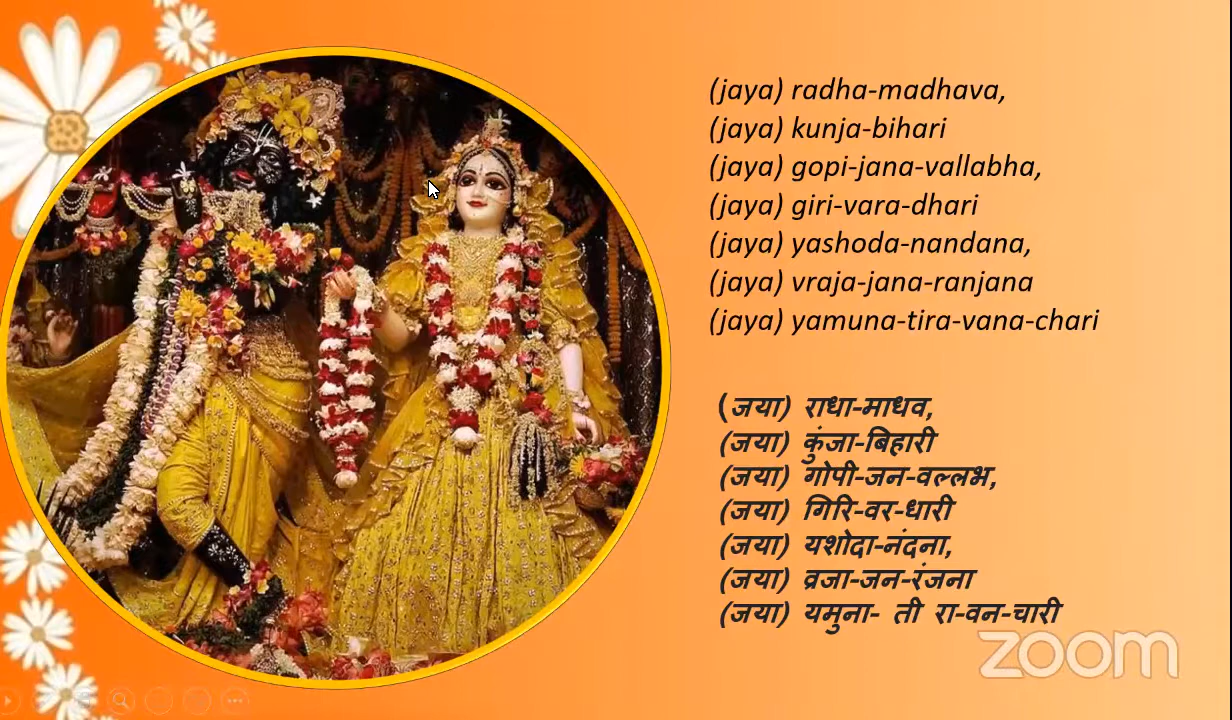 (jaya) radha-madhava,
(jaya) kunja-bihari
(jaya) gopi-jana-vallabha,
(jaya) giri-vara-dhari
(jaya) yashoda-nandana,
(jaya) vraja-jana-ranjana
(jaya) yamuna-tira-vana-chari
(जया) राधा-माधव,
(जया) कुंजा-बिहारी
(जया) गोपी-जन-वल्लभ,
(जया) गिरि-वर-धारी
(जया) यशोदा-नंदना,
(जया) व्रजा-जन-रंजना
(जया) यमुना- ती रा-वन-चारी
zoom